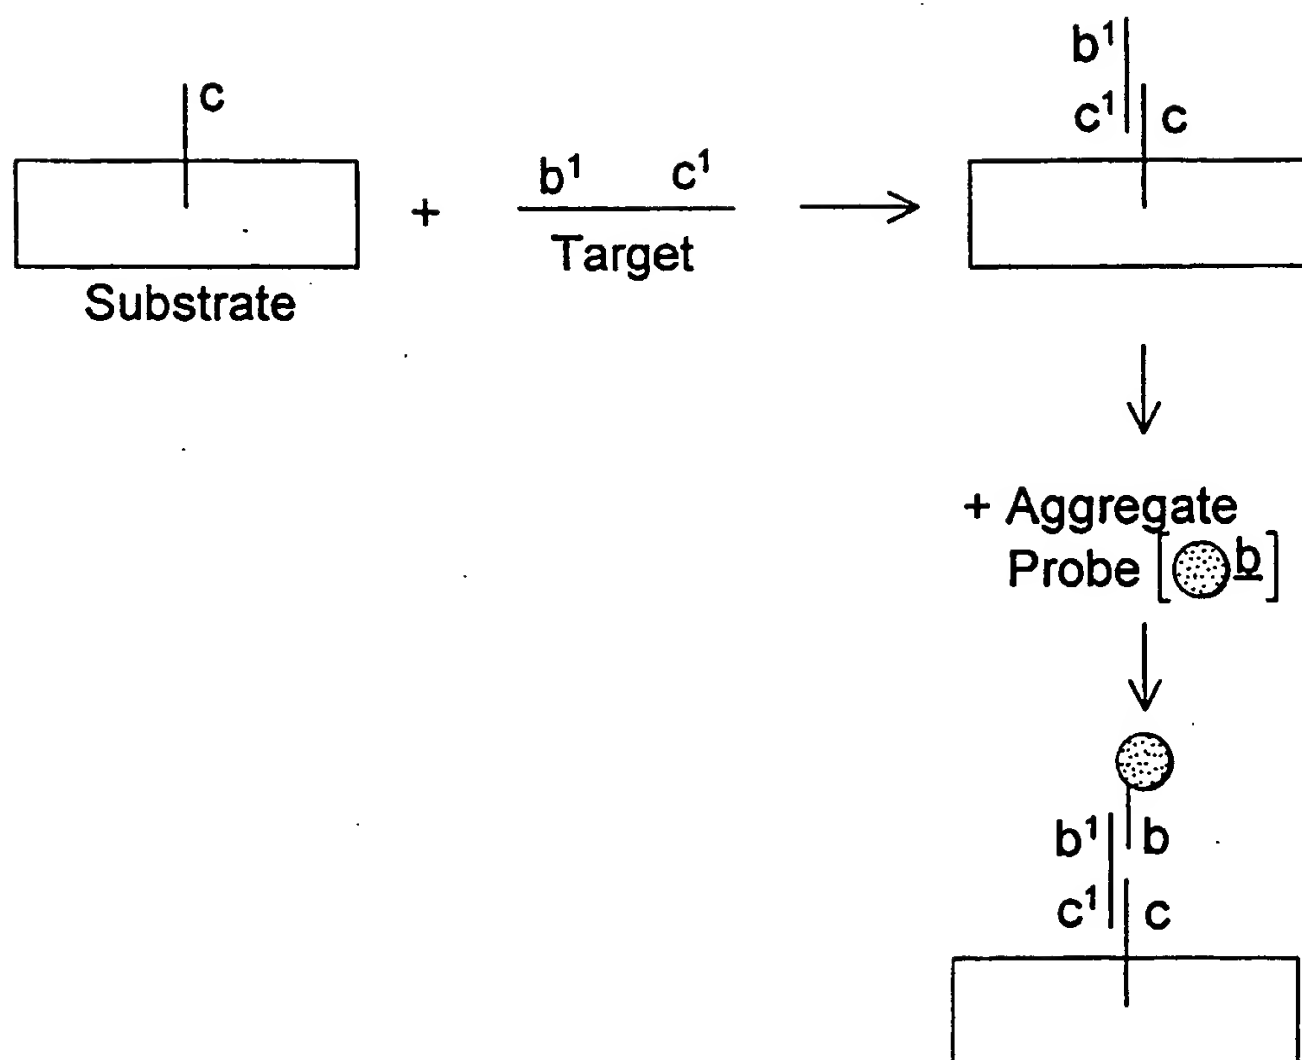 c
Substrate
+
b¹ c¹
Target
b¹
c¹ c
+ Aggregate
Probe [b]
b¹ b
c¹ c